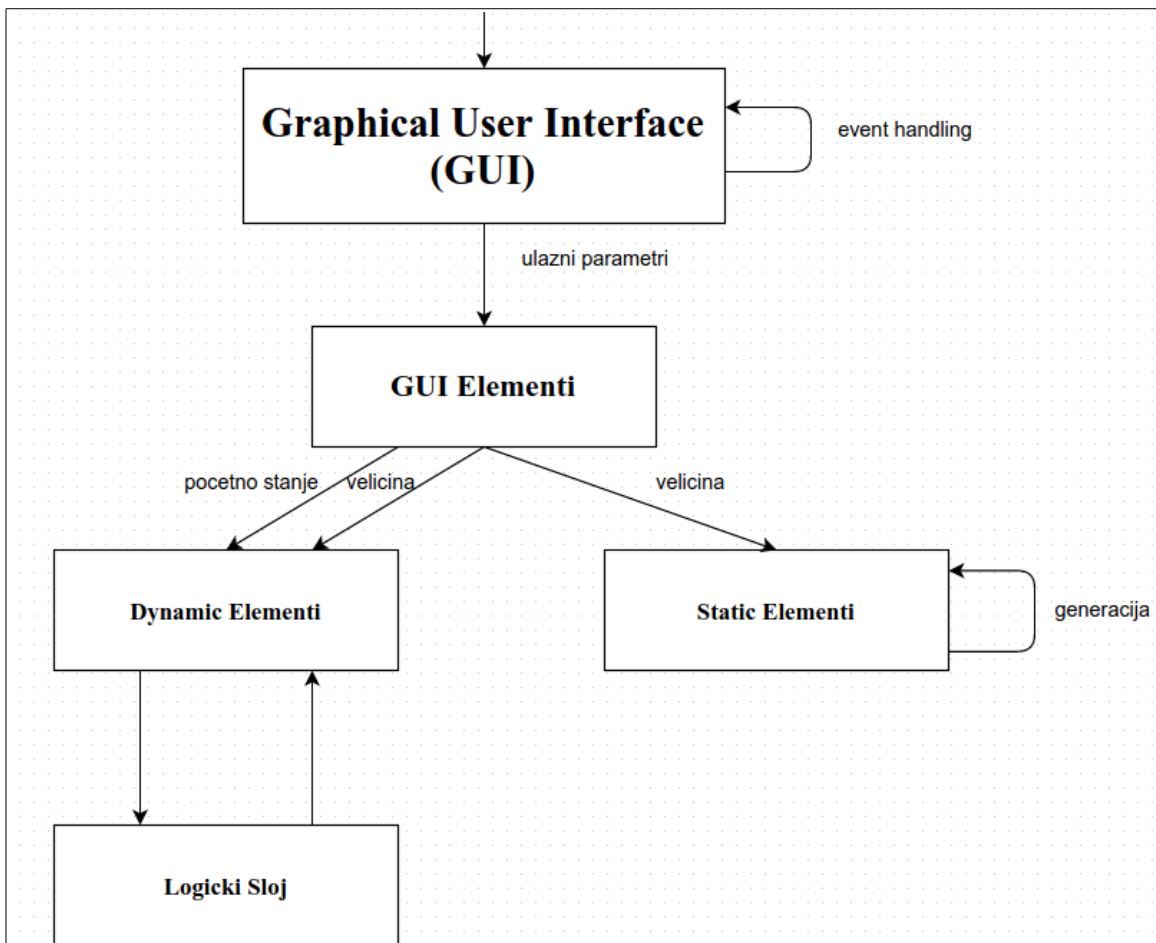 Graphical User Interface
(GUI)
event handling
ulazni parametri
GUI Elementi
pocetno stanje
velicina
velicina
Dynamic Elementi
Static Elementi
generacija
Logicki Sloj